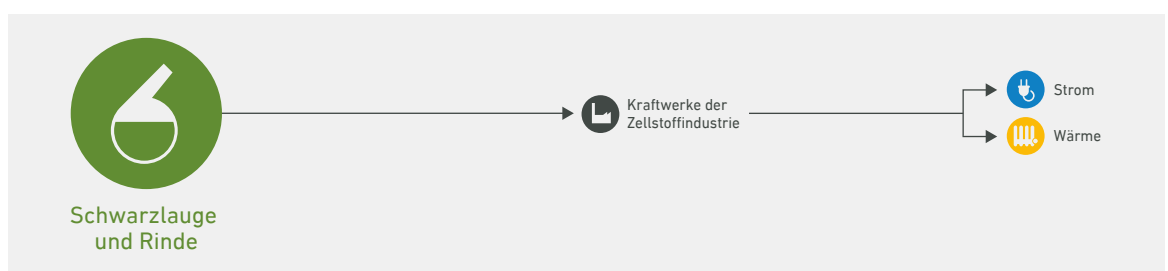 Schwarzlauge
und Rinde
Kraftwerke der
Zellstoffindustrie
Strom
Wärme